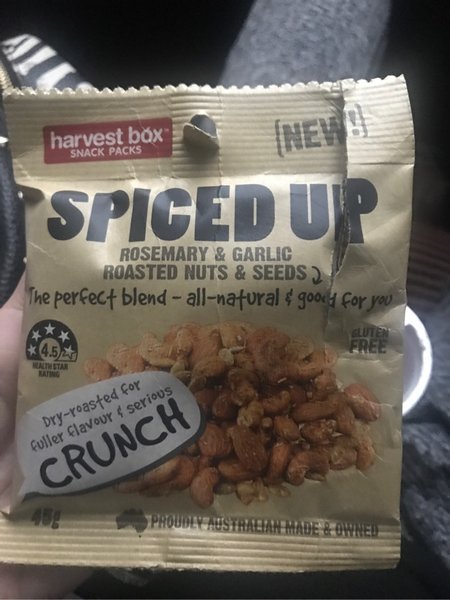 harvest box™
SNACK PACKS
[NEW!]
SPICED UP
ROSEMARY & GARLIC
ROASTED NUTS & SEEDS
The perfect blend - all-natural & good for you
4.5
HEALTH STAR
RATING
GLUTEN
FREE
Dry-roasted for
fuller flavour & serious
CRUNCH
45g
PROUDLY AUSTRALIAN MADE & OWNED